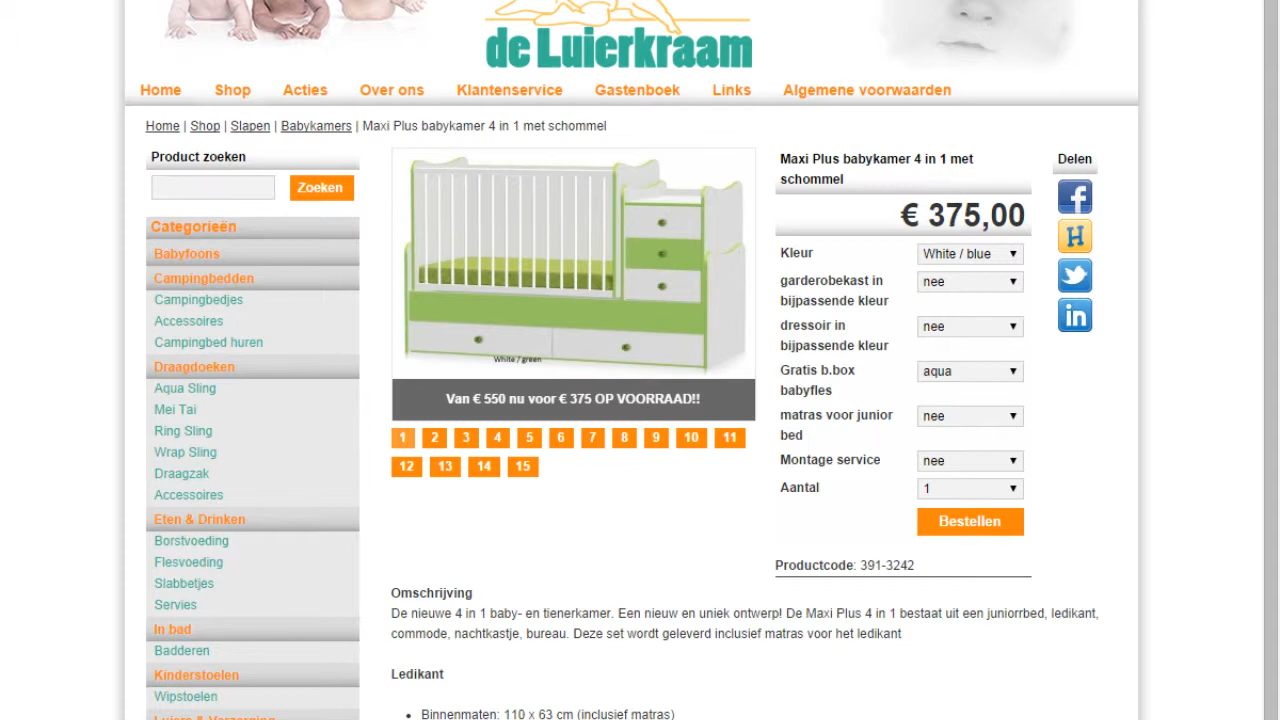 de Luierkraam
Home Shop Acties Over ons Klantenservice Gastenboek Links Algemene voorwaarden
Home | Shop | Slapen | Babykamers | Maxi Plus babykamer 4 in 1 met schommel
Product zoeken
Zoeken
Categorieën
Babyfoons
Campingbedden
Campingbedjes
Accessoires
Campingbed huren
Draagdoeken
Aqua Sling
Mei Tai
Ring Sling
Wrap Sling
Draagzak
Accessoires
Eten & Drinken
Borstvoeding
Flesvoeding
Slabbetjes
Servies
In bad
Badderen
Kinderstoelen
Wipstoelen
Luiers & Verzorging
White / green
Van € 550 nu voor € 375 OP VOORRAAD!!
1 2 3 4 5 6 7 8 9 10 11
12 13 14 15
Maxi Plus babykamer 4 in 1 met
schommel
€ 375,00
Kleur White / blue
garderobekast in nee
bijpassende kleur
dressoir in nee
bijpassende kleur
Gratis b.box aqua
babyfles
matras voor junior nee
bed
Montage service nee
Aantal 1
Bestellen
Productcode: 391-3242
Delen
f
H
in
Omschrijving
De nieuwe 4 in 1 baby- en tienerkamer. Een nieuw en uniek ontwerp! De Maxi Plus 4 in 1 bestaat uit een juniorrbed, ledikant,
commode, nachtkastje, bureau. Deze set wordt geleverd inclusief matras voor het ledikant
Ledikant
• Binnenmaten: 110 x 63 cm (inclusief matras)